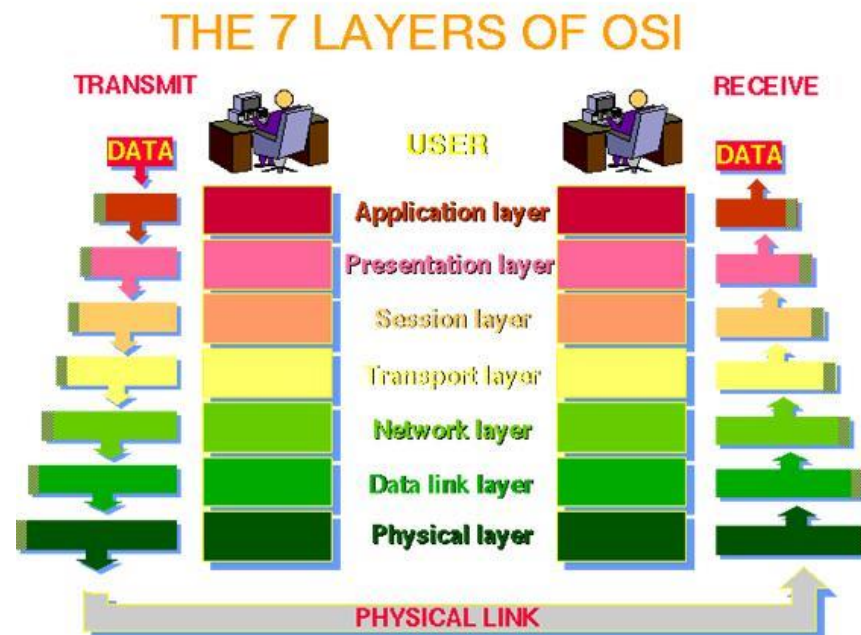 THE 7 LAYERS OF OSI
TRANSMIT
RECEIVE
USER
DATA
DATA
Application layer
Presentation layer
Session layer
Transport layer
Network layer
Data link layer
Physical layer
PHYSICAL LINK